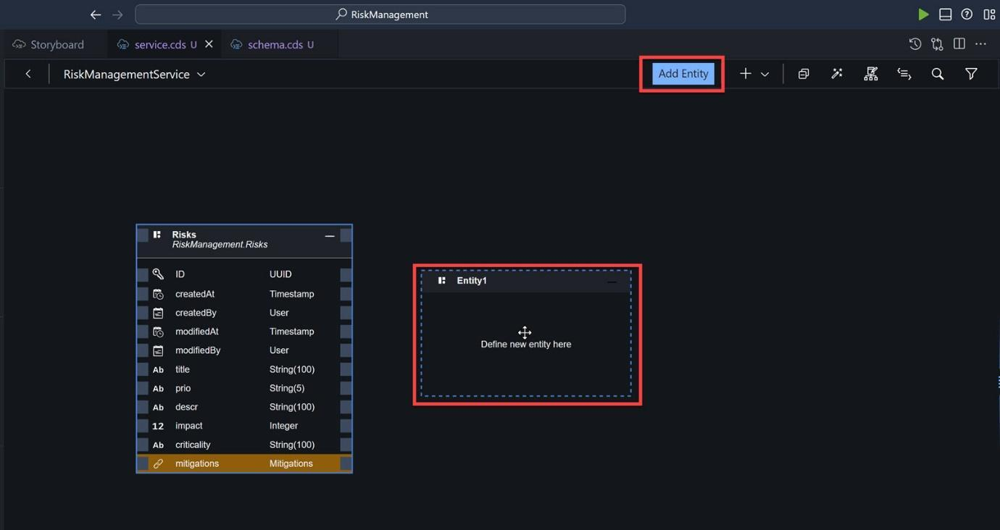 RiskManagement
Storyboard
service.cds U
schema.cds U
RiskManagementService
Add Entity
Risks
RiskManagement.Risks
ID UUID
createdAt Timestamp
createdBy User
modifiedAt Timestamp
modifiedBy User
Ab title String(100)
Ab prio String(5)
Ab descr String(100)
12 impact Integer
Ab criticality String(100)
mitigations Mitigations
Entity1
Define new entity here